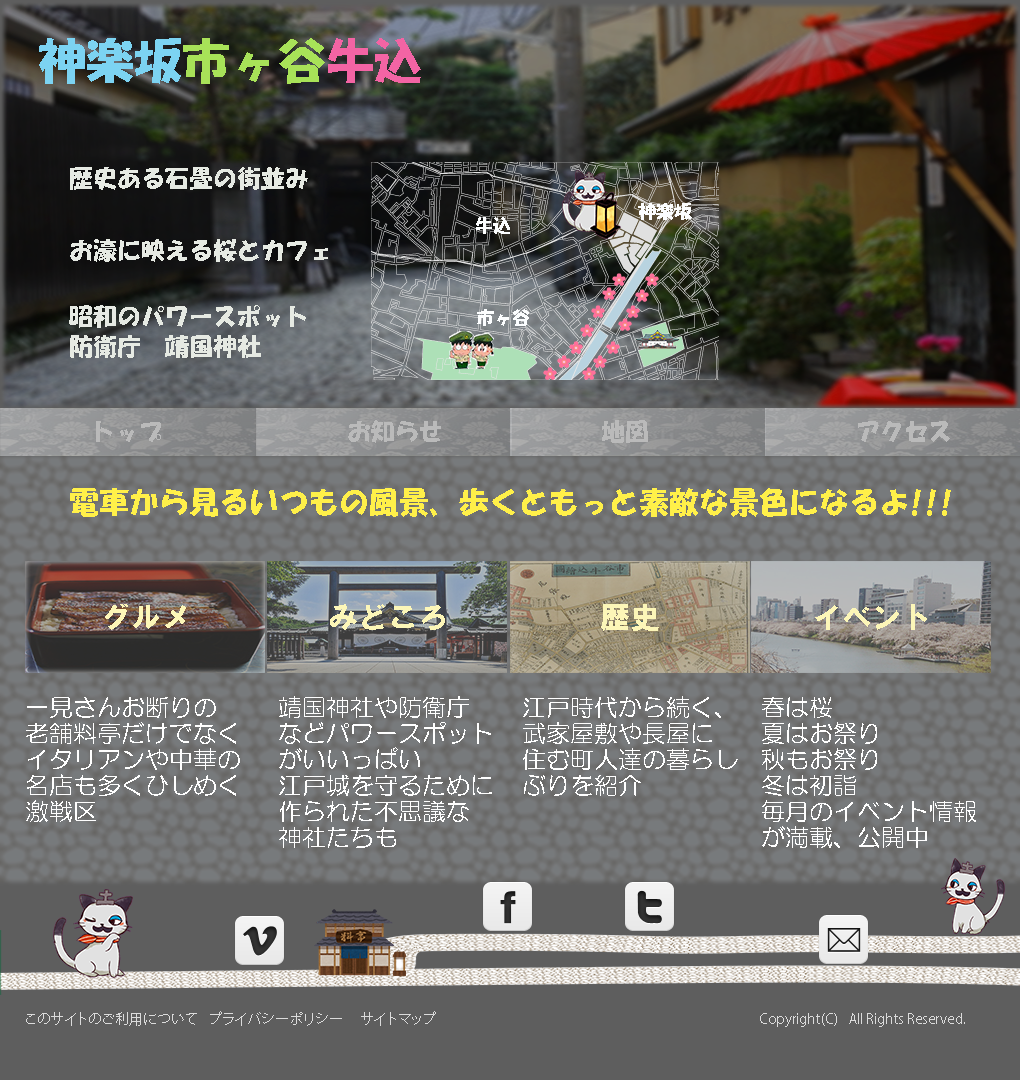 神楽坂市ヶ谷牛込
歴史ある石畳の街並み
お濠に映える桜とカフェ
昭和のパワースポット
防衛庁　靖国神社
牛込
神楽坂
市ヶ谷
トップ
お知らせ
地図
アクセス
電車から見るいつもの風景、歩くともっと素敵な景色になるよ!!!
グルメ
みどころ
歴史
イベント
一見さんお断りの
老舗料亭だけでなく
イタリアンや中華の
名店も多くひしめく
激戦区
靖国神社や防衛庁
などパワースポット
がいいっぱい
江戸城を守るために
作られた不思議な
神社たちも
江戸時代から続く、
武家屋敷や長屋に
住む町人達の暮らし
ぶりを紹介
春は桜
夏はお祭り
秋もお祭り
冬は初詣
毎月のイベント情報
が満載、公開中
料亭
このサイトのご利用について　プライバシーポリシー　サイトマップ
Copyright(C) All Rights Reserved.